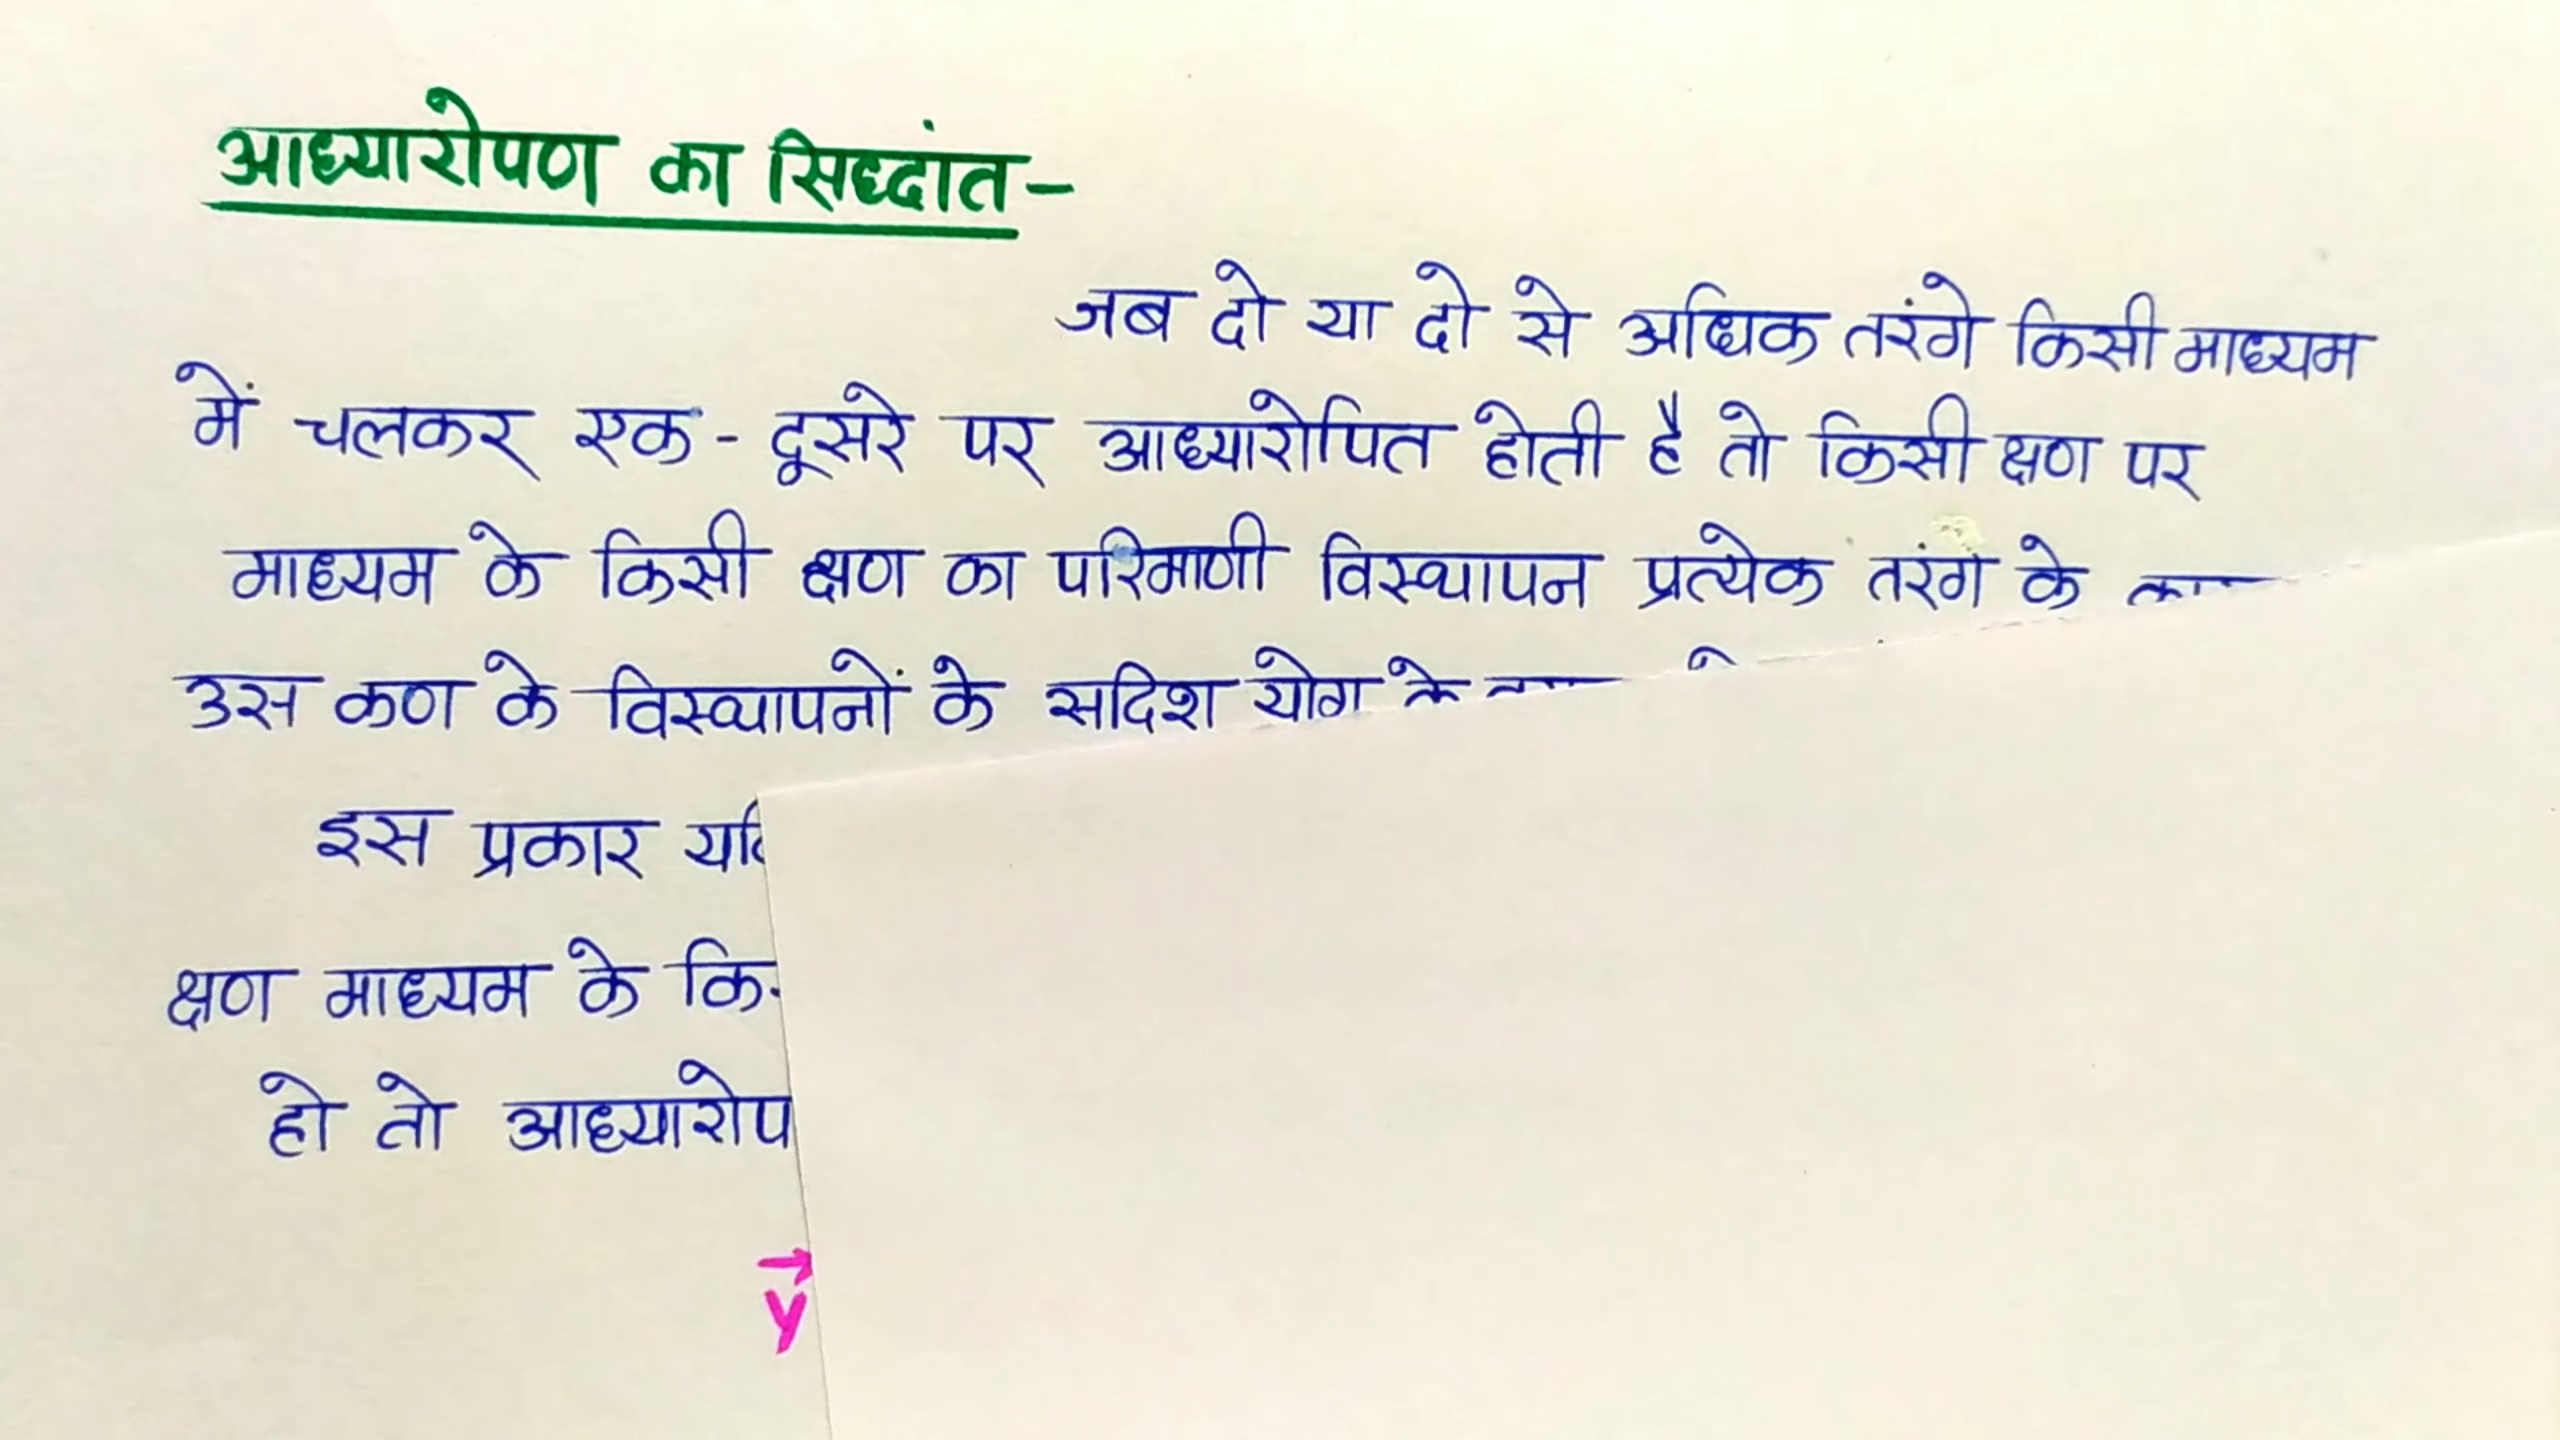 आध्यारोपण का सिध्दांत -
जब दो या दो से अधिक तरंगे किसी माध्यम
में चलकर एक - दूसरे पर आध्यारोपित होती है तो किसी क्षण पर
माध्यम के किसी क्षण का परिमाणी विस्थापन प्रत्येक तरंग के
उस कण के विस्थापनों के सदिश योग के
इस प्रकार
क्षण माध्यम के
हो तो
y⃗